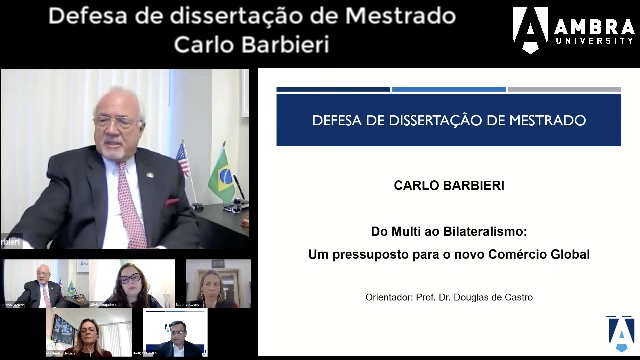 Defesa de dissertação de Mestrado
Carlo Barbieri
AMBRA
UNIVERSITY
DEFESA DE DISSERTAÇÃO DE MESTRADO
CARLO BARBIERI
Do Multi ao Bilateralismo:
Um pressuposto para o novo Comércio Global
Orientador: Prof. Dr. Douglas de Castro